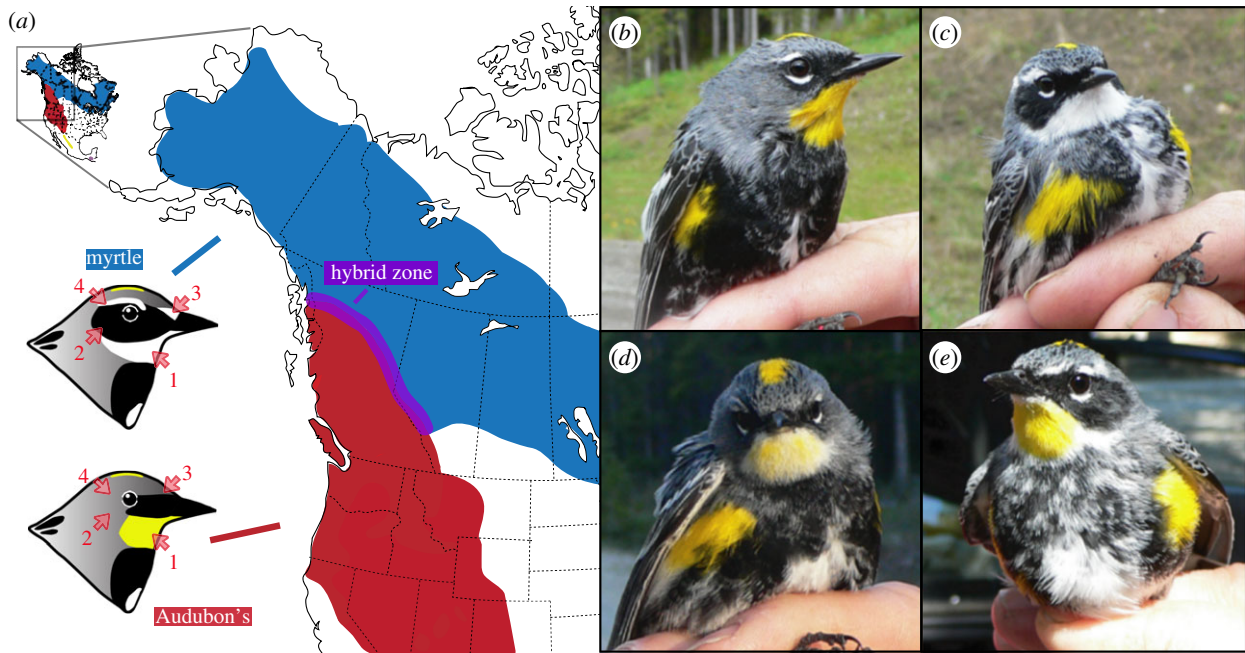 (a)
myrtle
4
3
2
1
hybrid zone
4
3
2
1
Audubon's
(b)
(c)
(d)
(e)